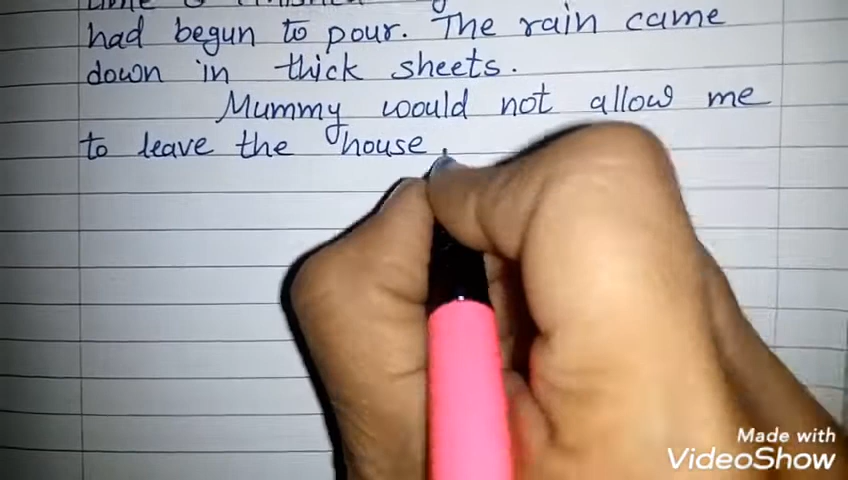 had begun to pour. The rain came
down in thick sheets.
Mummy would not allow me
to leave the house.
Made with
VideoShow